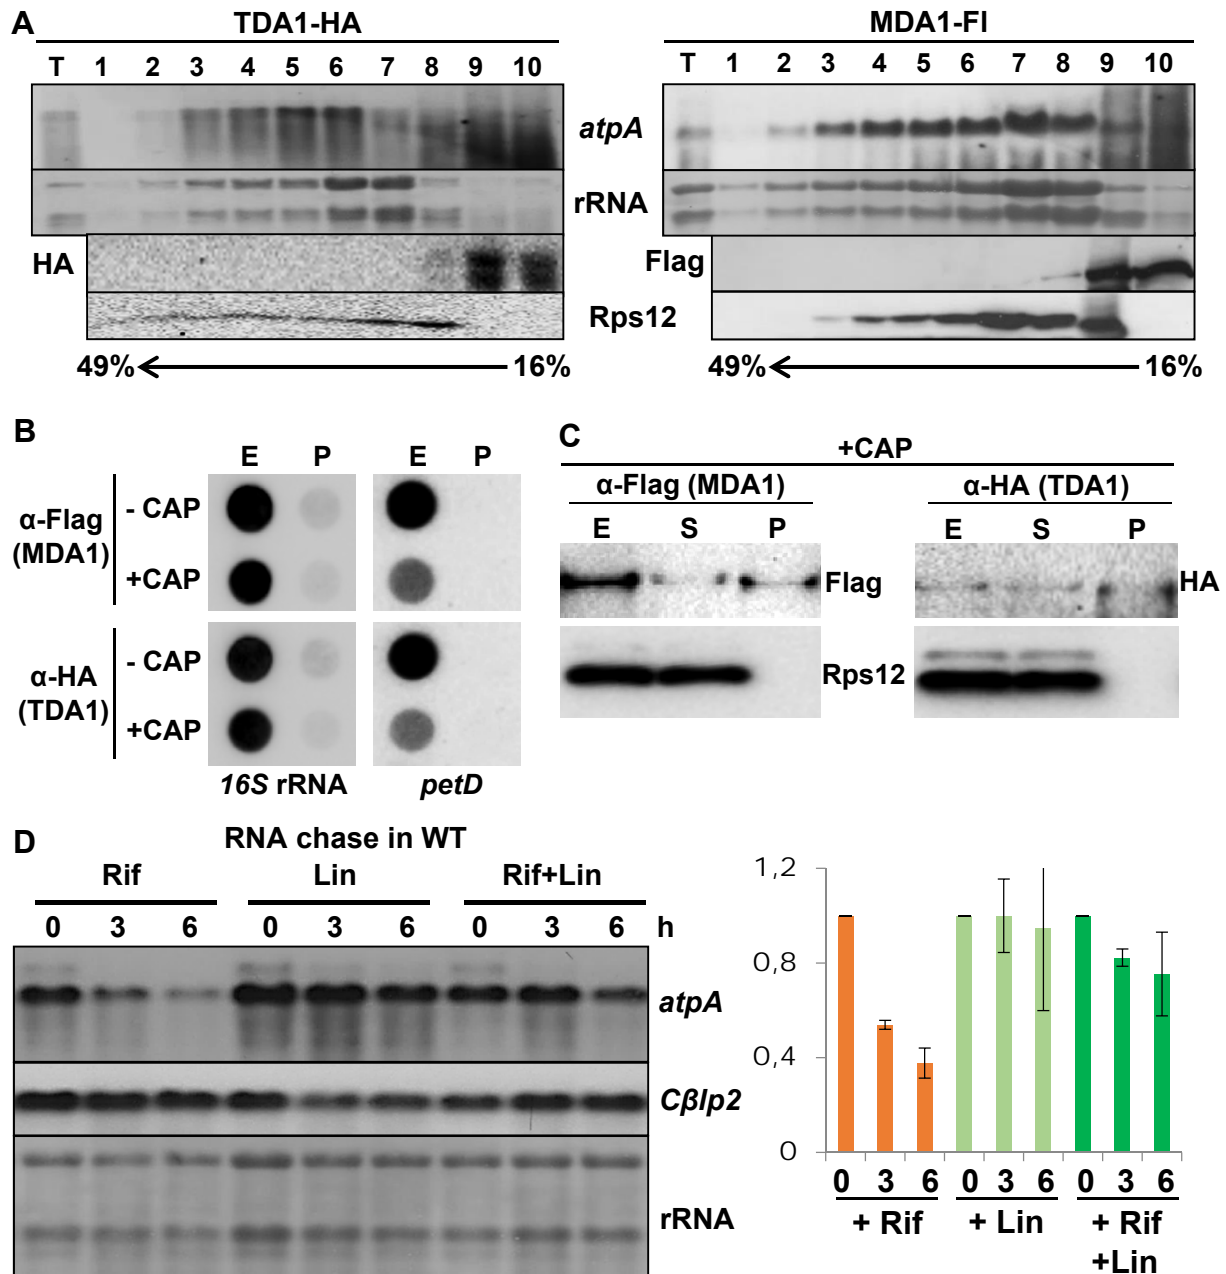 A
TDA1-HA
T 1 2 3 4 5 6 7 8 9 10
MDA1-Fl
T 1 2 3 4 5 6 7 8 9 10
atpA
rRNA
HA
Flag
Rps12
49% 16%
49% 16%
B
E P E P
α-Flag
(MDA1)
- CAP
+CAP
α-HA
(TDA1)
- CAP
+CAP
16S rRNA
petD
C
+CAP
α-Flag (MDA1)
α-HA (TDA1)
E S P
E S P
Flag
HA
Rps12
D
RNA chase in WT
Rif Lin Rif+Lin
0 3 6 0 3 6 0 3 6 h
atpA
Cβlp2
rRNA
1,2
0,8
0,4
0
0 3 6 0 3 6 0 3 6
+ Rif + Lin + Rif
+Lin